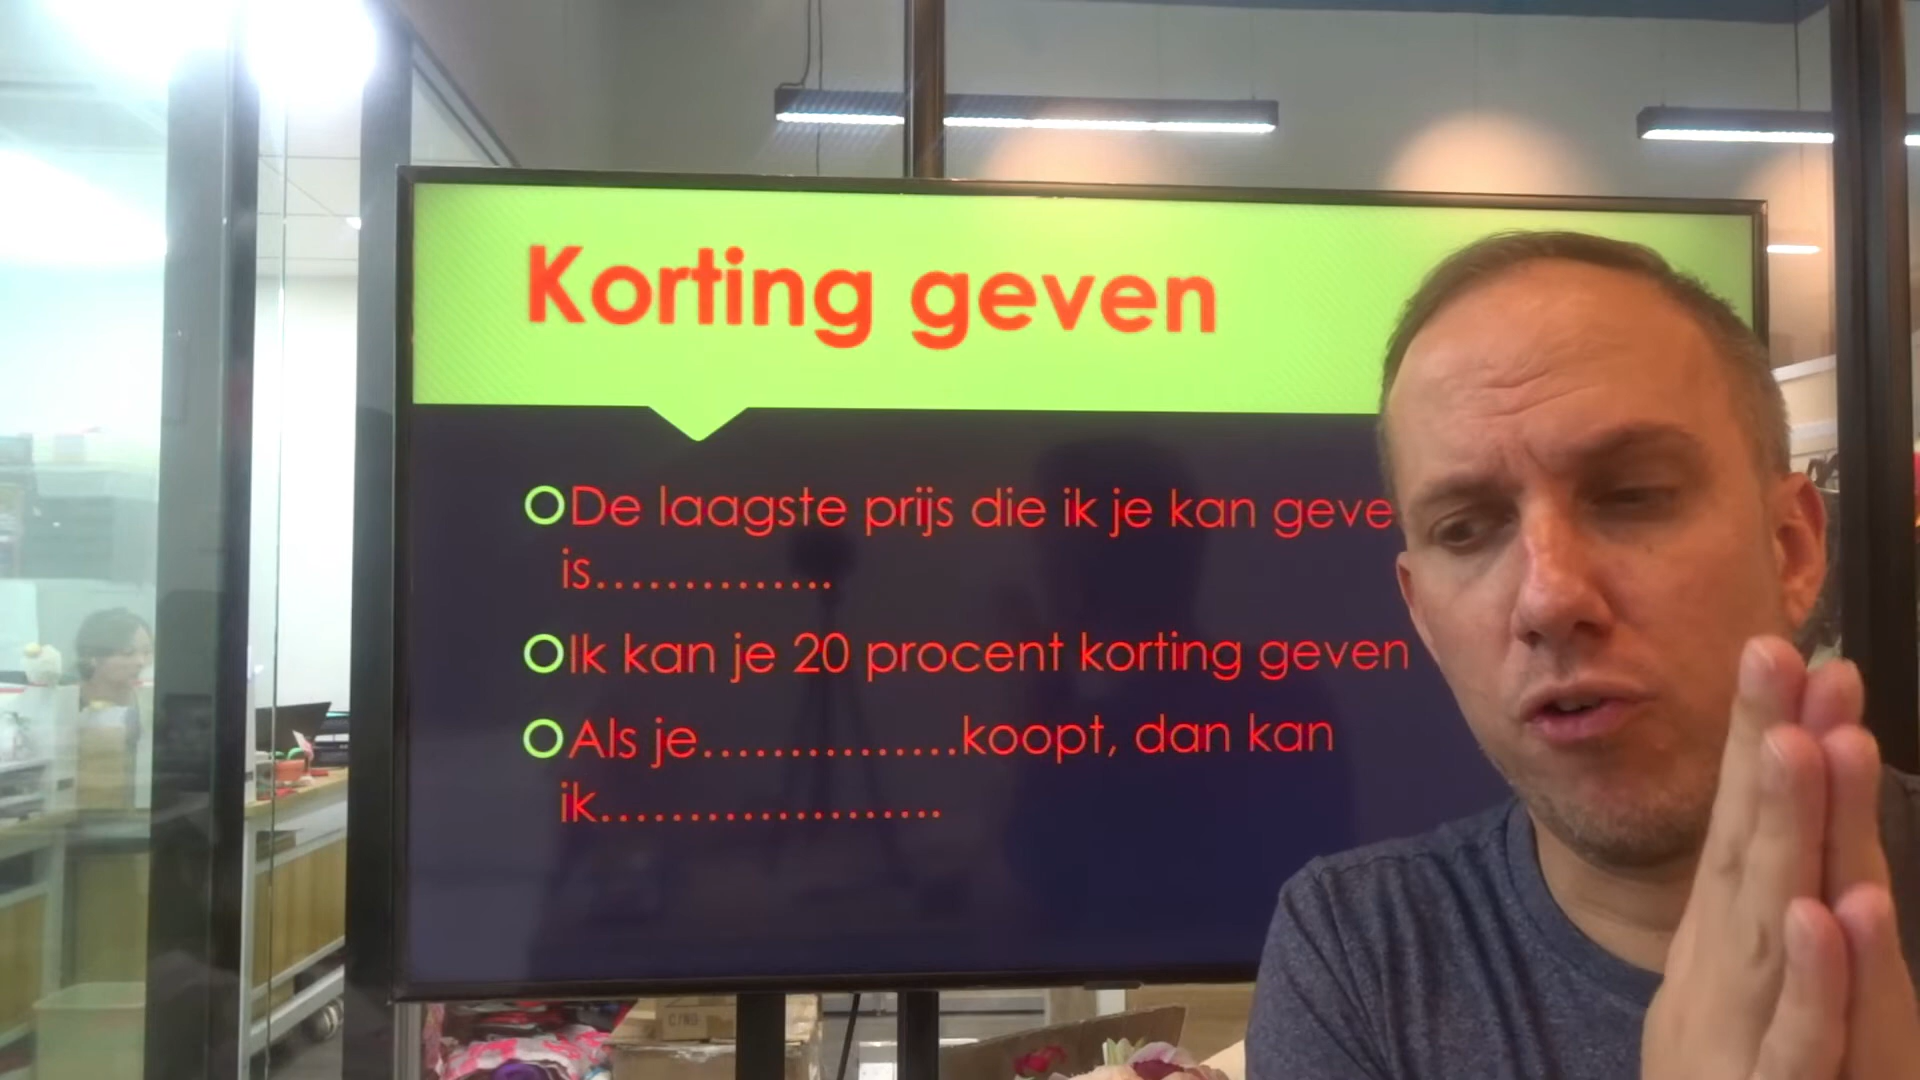 Korting geven
De laagste prijs die ik je kan geve
is..............
Ik kan je 20 procent korting geven
Als je...............koopt, dan kan
ik....................